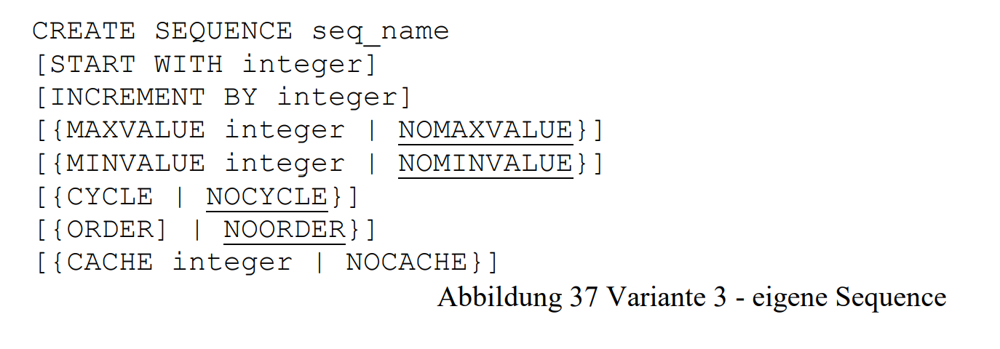 CREATE SEQUENCE seq_name
[START WITH integer]
[INCREMENT BY integer]
[{MAXVALUE integer | NOMAXVALUE}]
[{MINVALUE integer | NOMINVALUE}]
[{CYCLE | NOCYCLE}]
[{ORDER] | NOORDER}]
[{CACHE integer | NOCACHE}]
Abbildung 37 Variante 3 - eigene Sequence